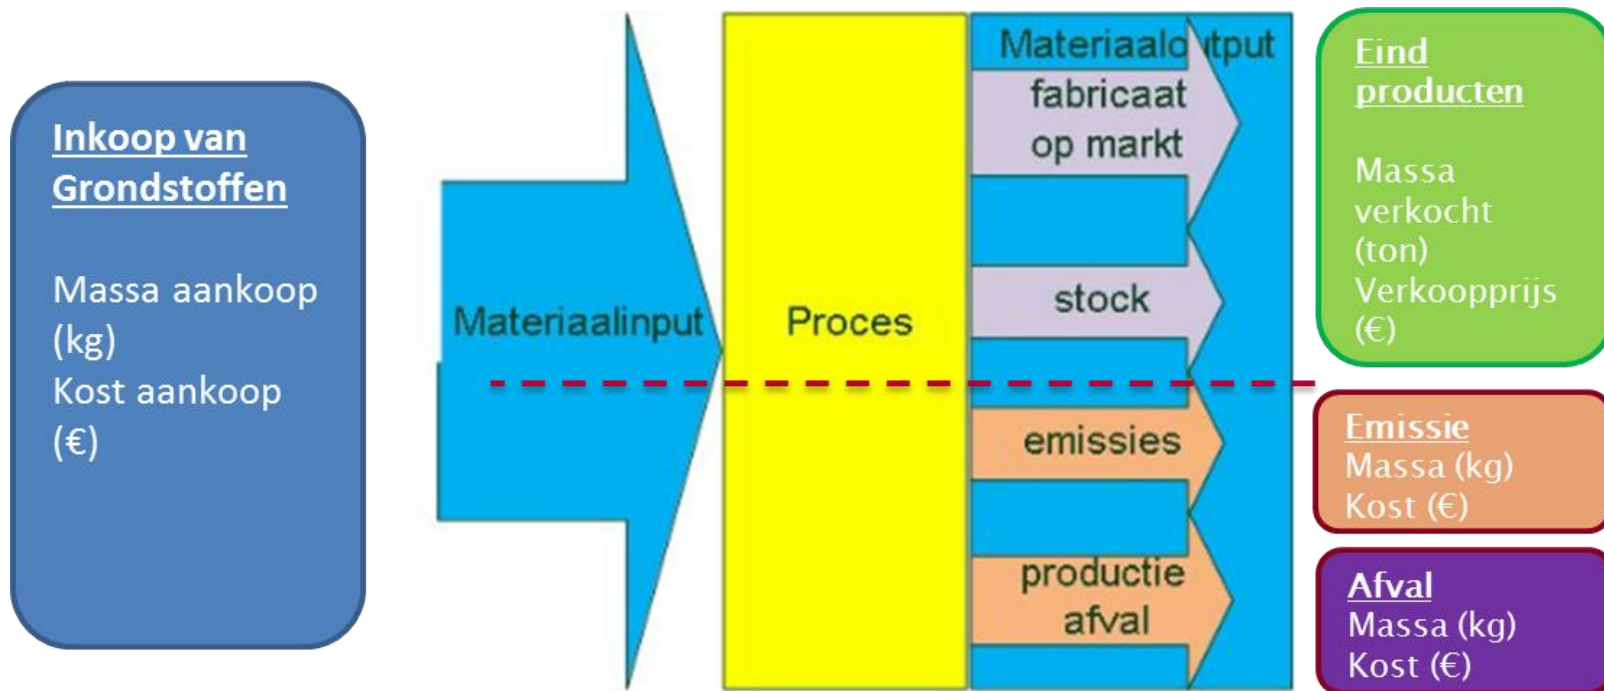 Inkoop van
Grondstoffen
Massa aankoop
(kg)
Kost aankoop
(€)
Materiaalinput
Proces
Materiaaloutput
fabricaat
op markt
stock
emissies
productie
afval
Eind
producten
Massa
verkocht
(ton)
Verkoopprijs
(€)
Emissie
Massa (kg)
Kost (€)
Afval
Massa (kg)
Kost (€)